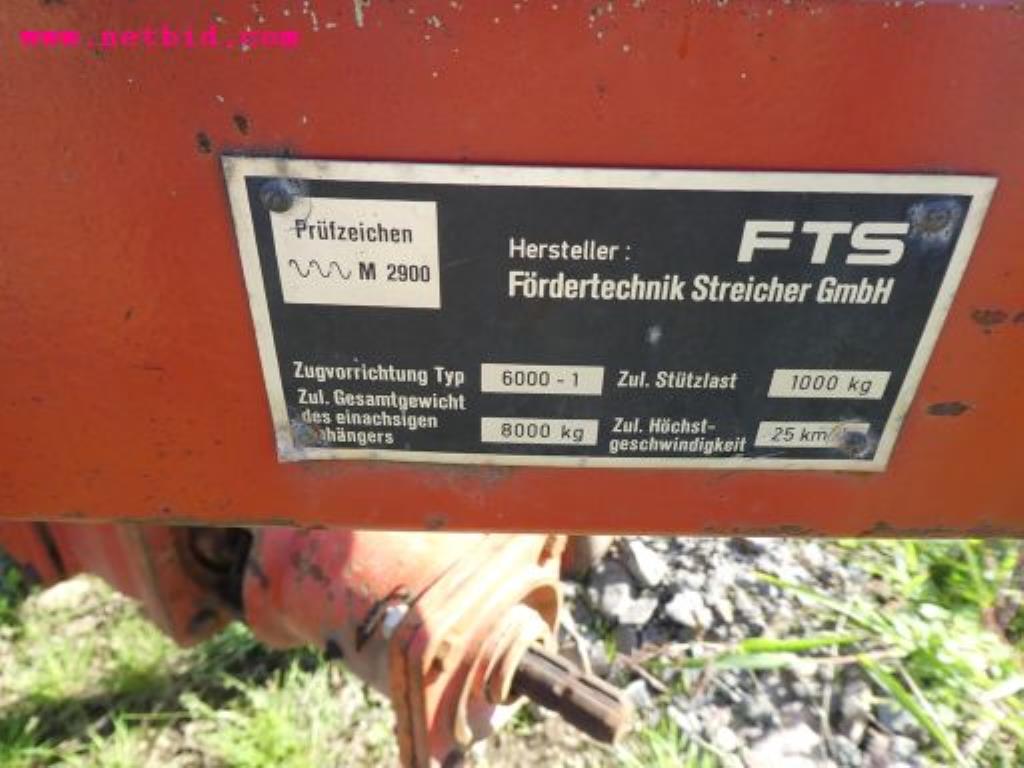 www.netbid.com
Prüfzeichen
M 2900
Hersteller :
FTS
Fördertechnik Streicher GmbH
Zugvorrichtung Typ 6000 - 1
Zul. Stützlast 1000 kg
Zul. Gesamtgewicht
des einachsigen
Anhängers 8000 kg
Zul. Höchst-
geschwindigkeit 25 km/h